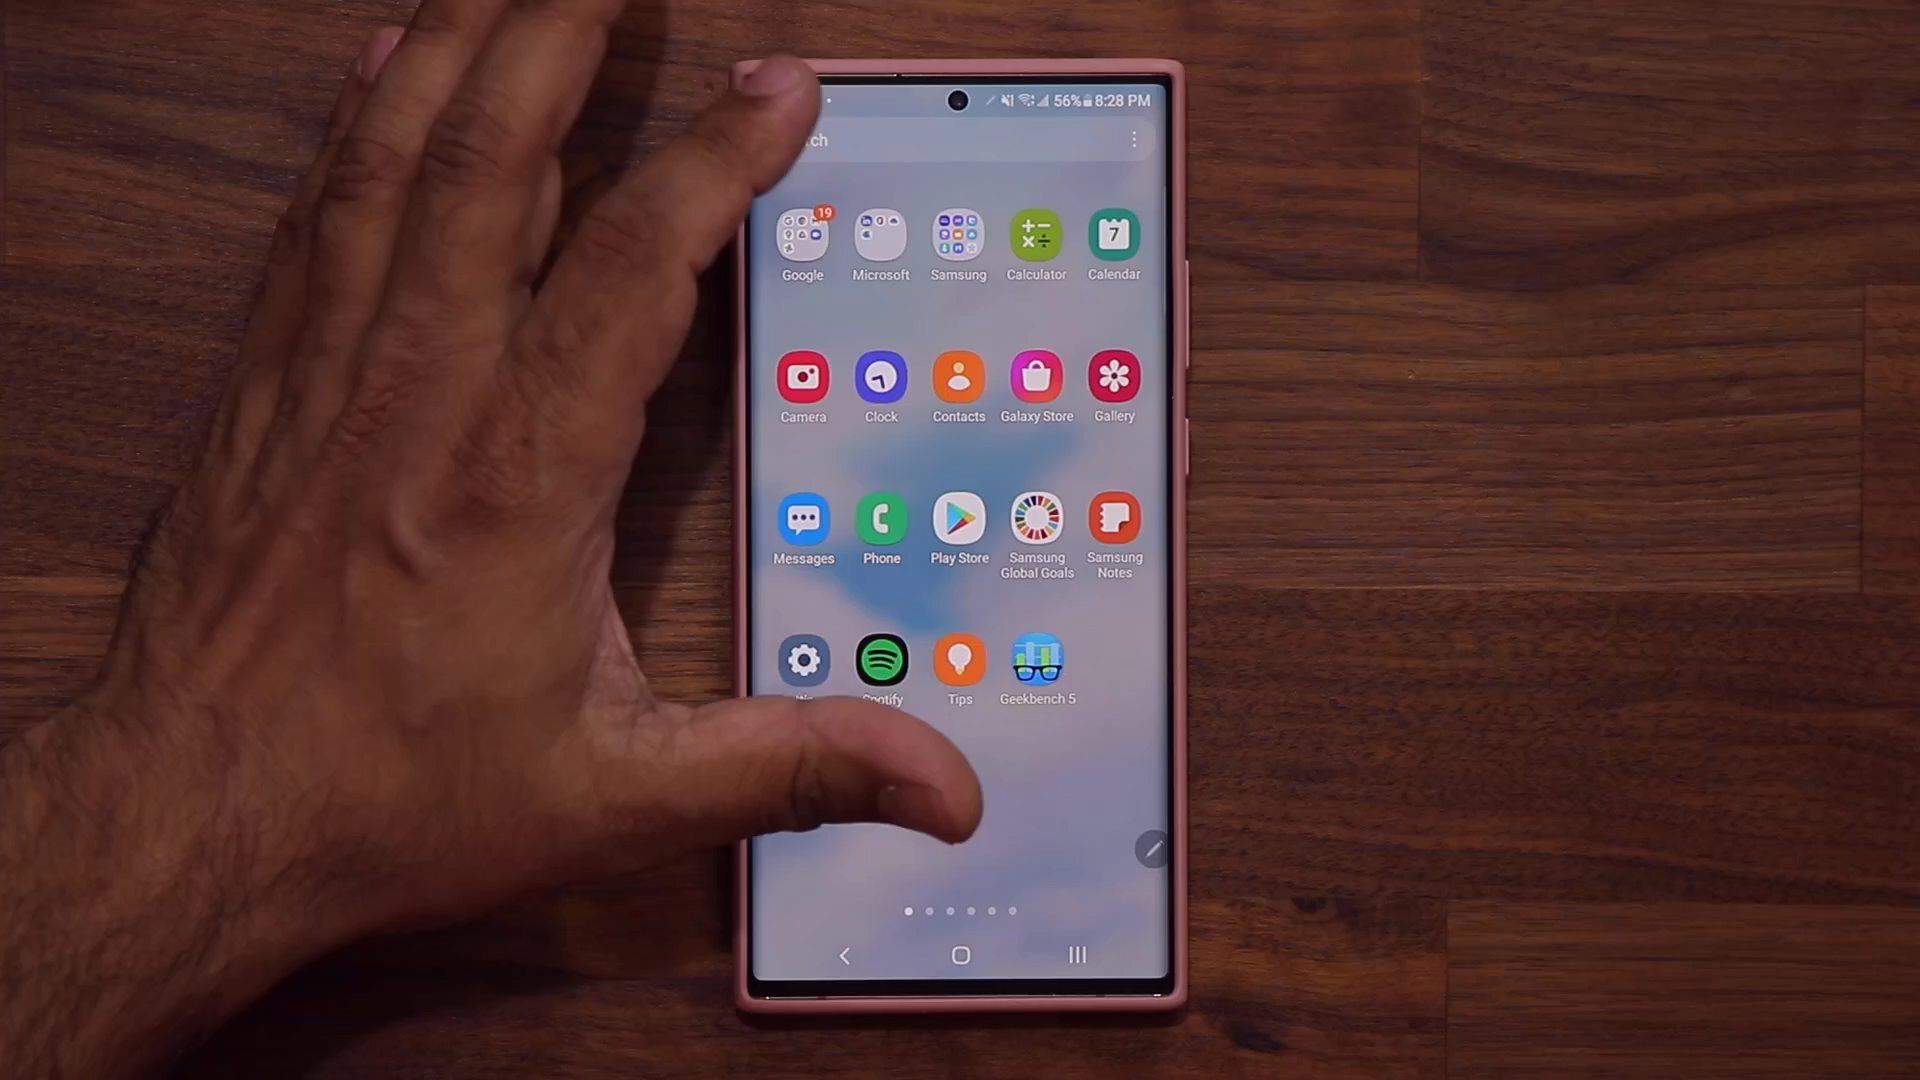 56% 8:28 PM
19
Google Microsoft Samsung Calculator Calendar
7
Camera Clock Contacts Galaxy Store Gallery
Messages Phone Play Store Samsung Global Goals Samsung Notes
Spotify Tips Geekbench 5